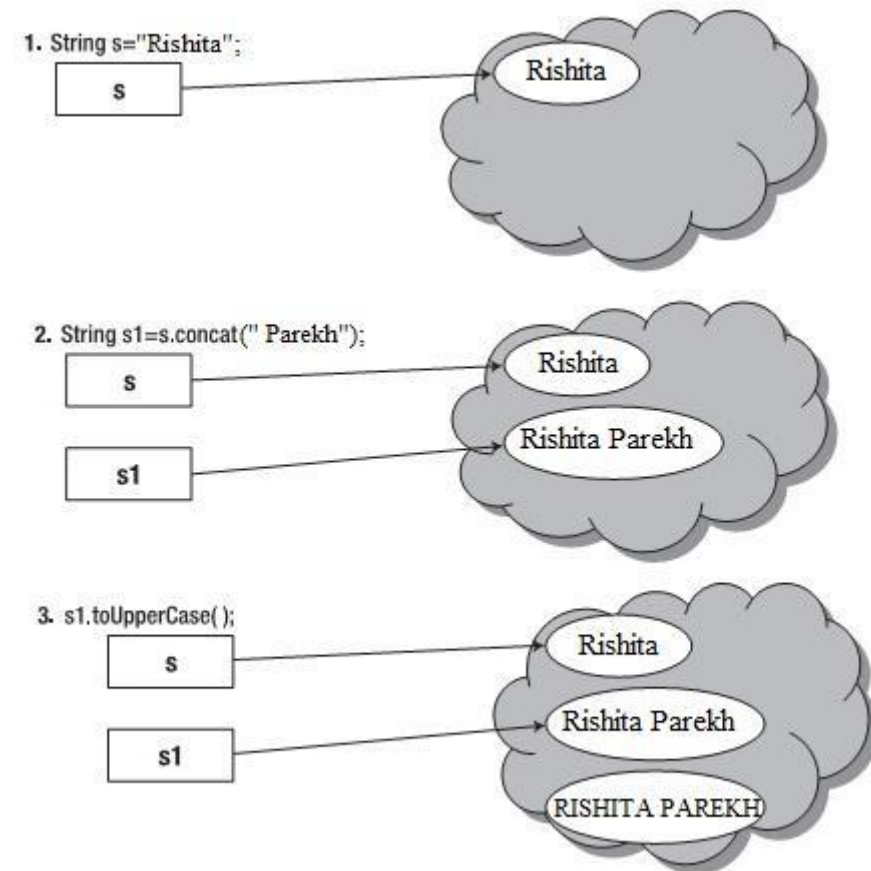 1. String s="Rishita";
s
Rishita
2. String s1=s.concat(" Parekh");
s
Rishita
s1
Rishita Parekh
3. s1.toUpperCase( );
s
Rishita
s1
Rishita Parekh
RISHITA PAREKH